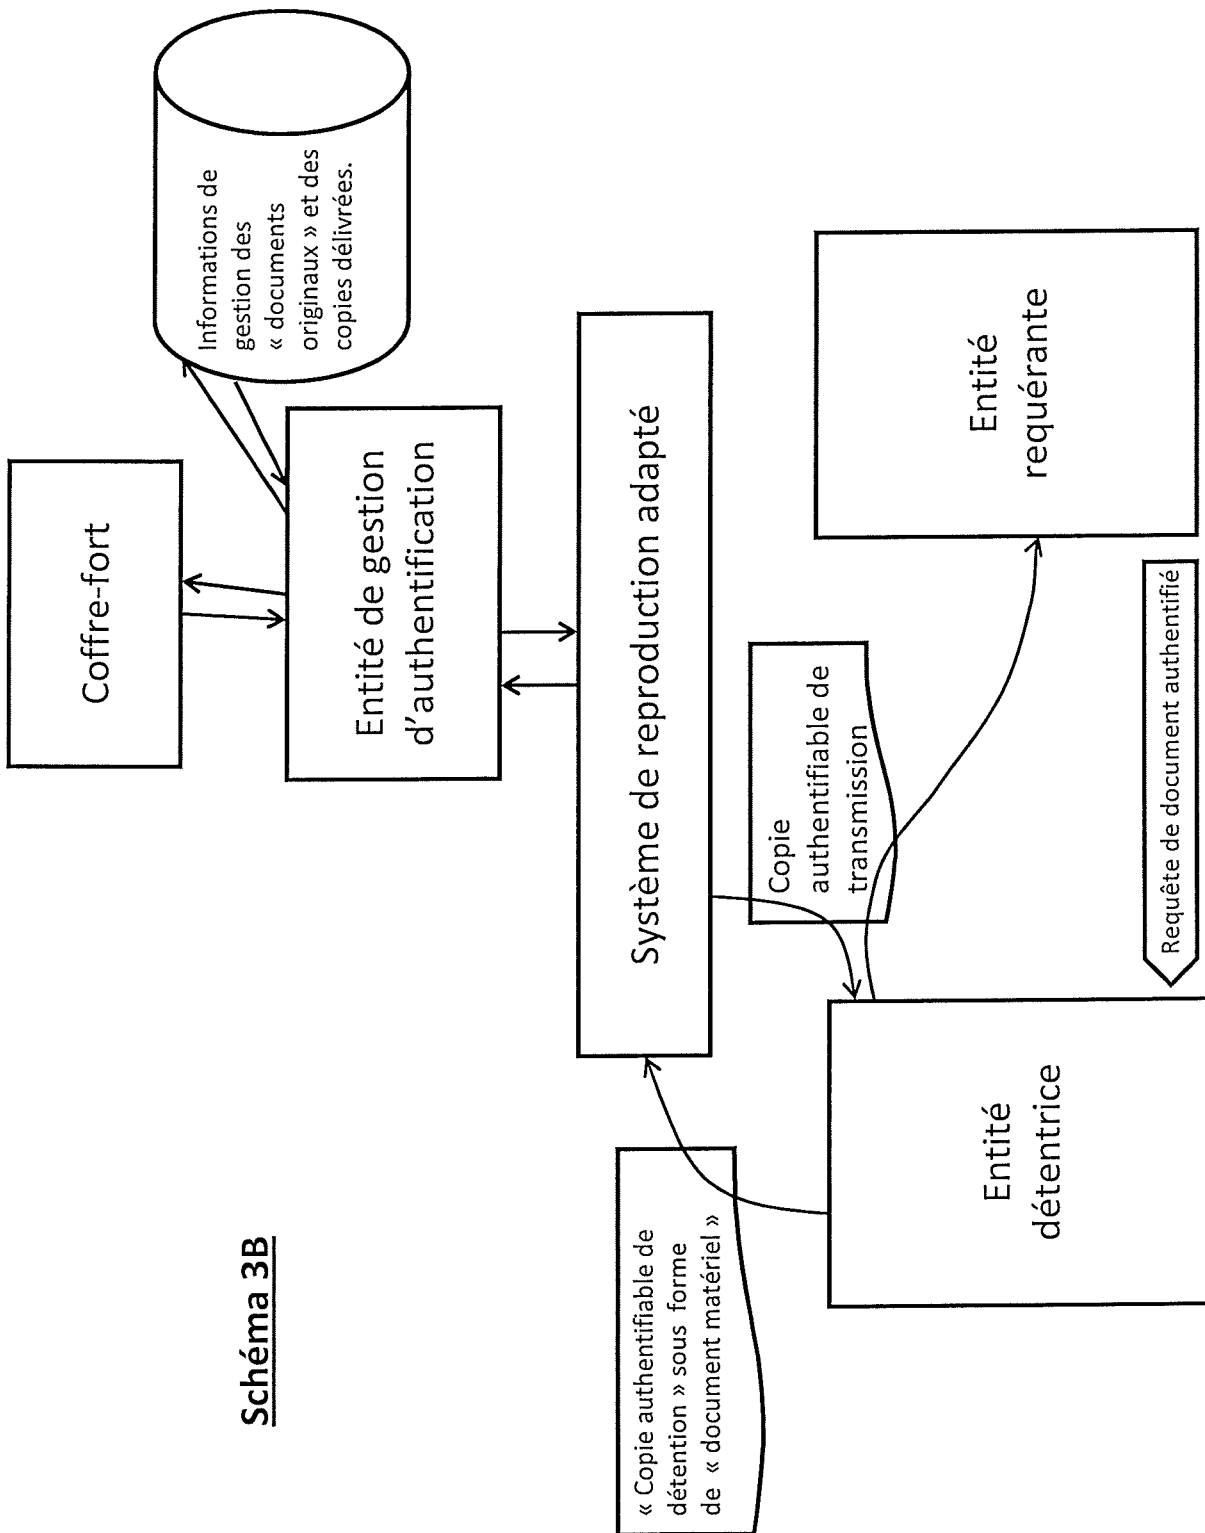 Schéma 3B
Coffre-fort
Informations de
gestion des
« documents
originaux » et des
copies délivrées.
Entité de gestion
d'authentification
Système de reproduction adapté
« Copie authentifiable de
détention » sous forme
de « document matériel »
Copie
authentifiable de
transmission
Entité
détentrice
Entité
requérante
Requête de document authentifié